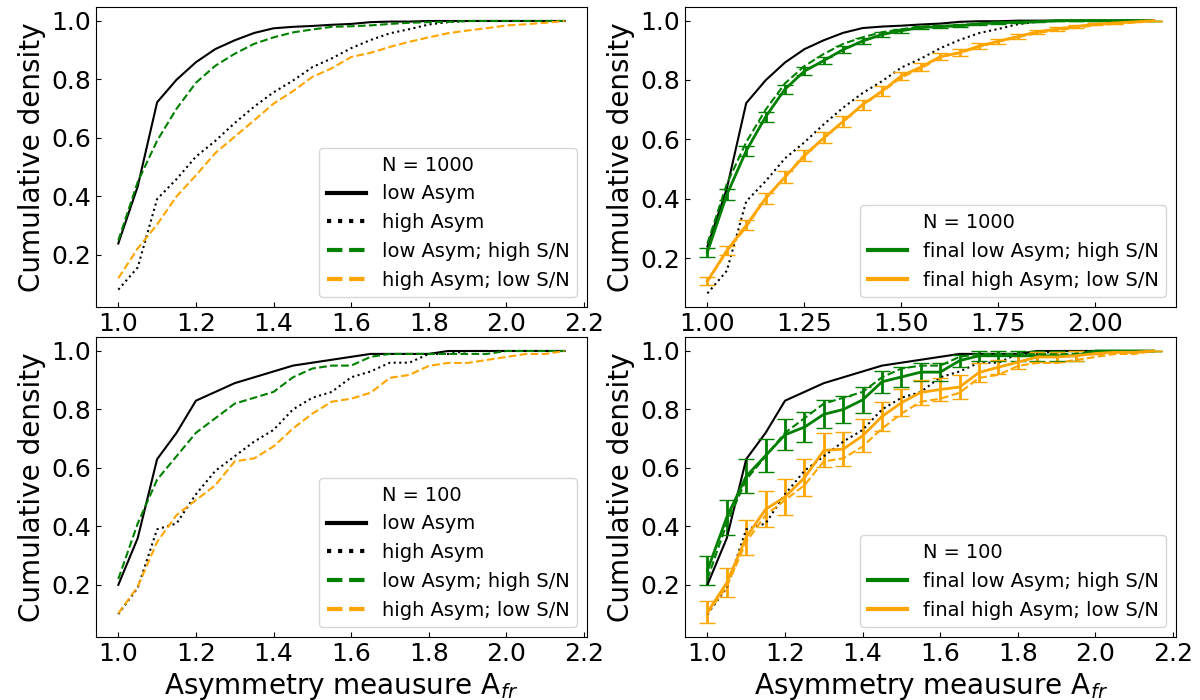 Cumulative density
1.0
0.8
0.6
0.4
0.2
N = 1000
low Asym
high Asym
low Asym; high S/N
high Asym; low S/N
1.0 1.2 1.4 1.6 1.8 2.0 2.2
Cumulative density
1.0
0.8
0.6
0.4
0.2
N = 1000
final low Asym; high S/N
final high Asym; low S/N
1.00 1.25 1.50 1.75 2.00
Cumulative density
1.0
0.8
0.6
0.4
0.2
N = 100
low Asym
high Asym
low Asym; high S/N
high Asym; low S/N
1.0 1.2 1.4 1.6 1.8 2.0 2.2
Asymmetry meausure A_{fr}
Cumulative density
1.0
0.8
0.6
0.4
0.2
N = 100
final low Asym; high S/N
final high Asym; low S/N
1.0 1.2 1.4 1.6 1.8 2.0 2.2
Asymmetry meausure A_{fr}